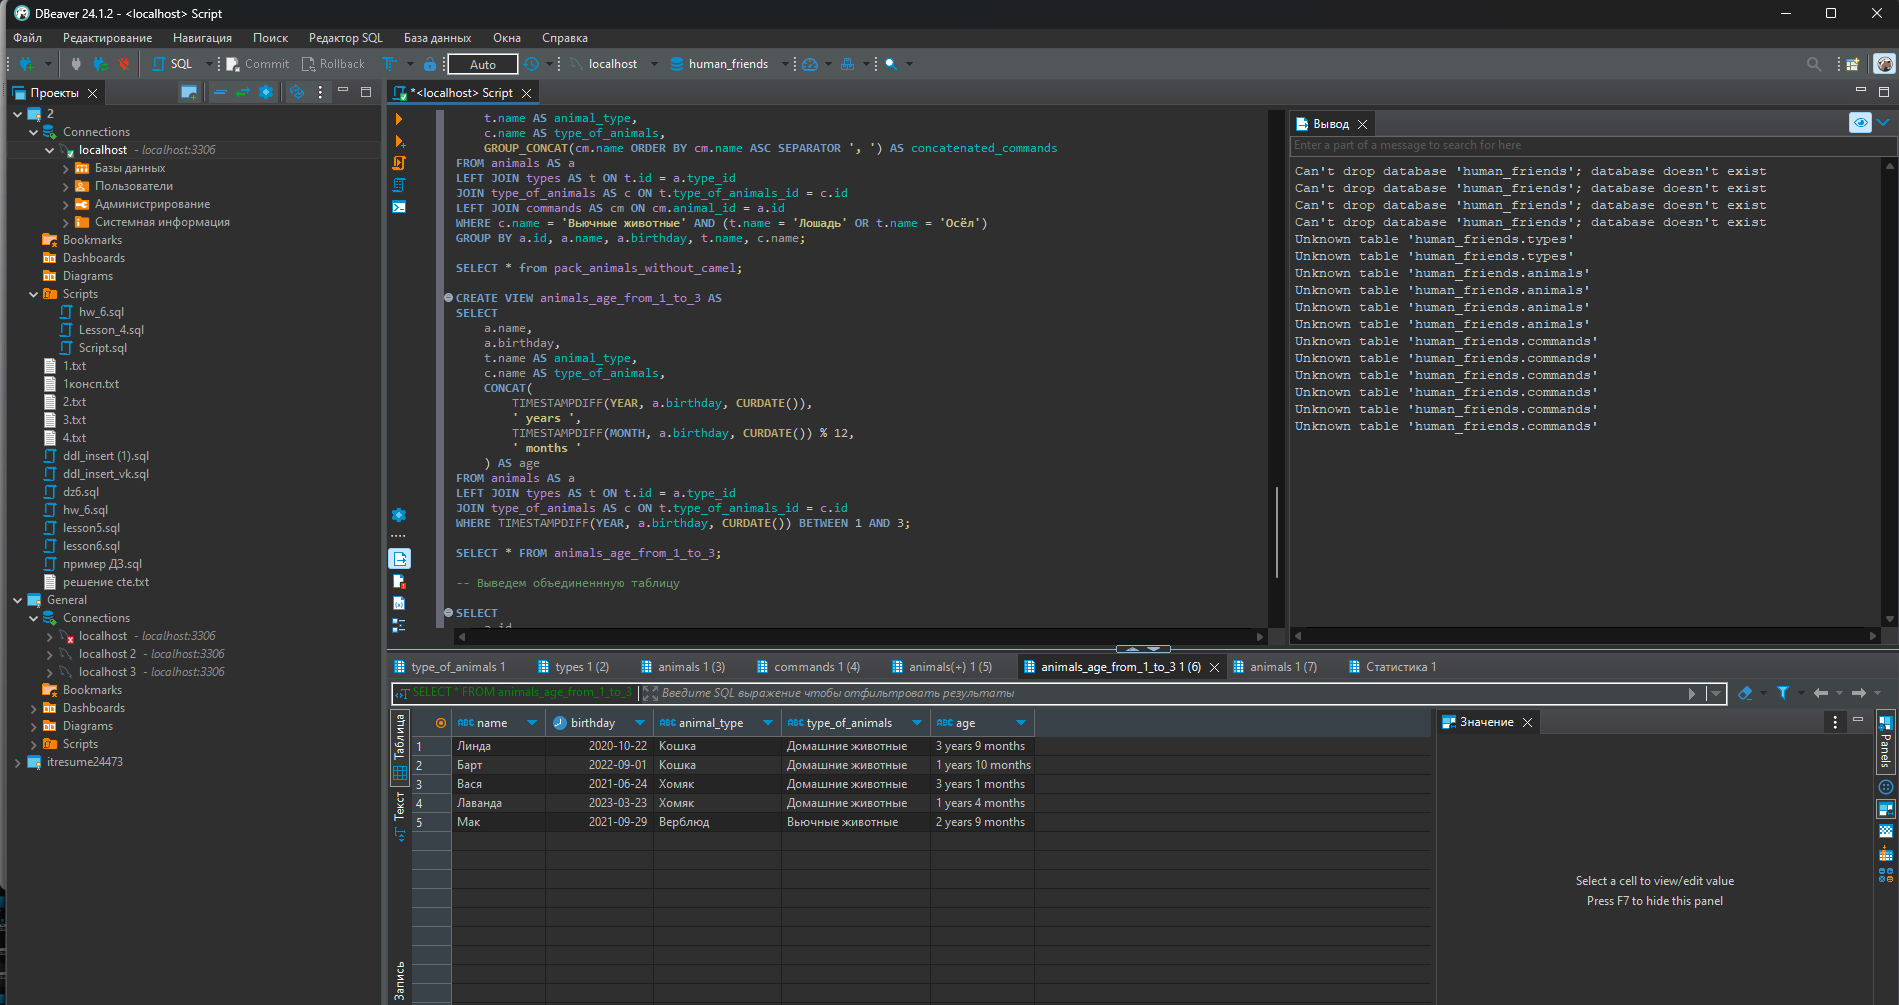 DBeaver 24.1.2 - <localhost> Script
Файл Редактирование Навигация Поиск Редактор SQL База данных Окна Справка
SQL Commit Rollback Auto localhost human_friends
Проекты
2
Connections
localhost - localhost:3306
Базы данных
Пользователи
Администрирование
Системная информация
Bookmarks
Dashboards
Diagrams
Scripts
hw_6.sql
Lesson_4.sql
Script.sql
1.txt
1консп.txt
2.txt
3.txt
4.txt
ddl_insert (1).sql
ddl_insert_vk.sql
dz6.sql
hw_6.sql
lesson5.sql
lesson6.sql
пример ДЗ.sql
решение cte.txt
General
Connections
localhost - localhost:3306
localhost 2 - localhost:3306
localhost 3 - localhost:3306
Bookmarks
Dashboards
Diagrams
Scripts
itresume24473
*<localhost> Script
t.name AS animal_type,
c.name AS type_of_animals,
GROUP_CONCAT(cm.name ORDER BY cm.name ASC SEPARATOR ', ') AS concatenated_commands
FROM animals AS a
LEFT JOIN types AS t ON t.id = a.type_id
JOIN type_of_animals AS c ON t.type_of_animals_id = c.id
LEFT JOIN commands AS cm ON cm.animal_id = a.id
WHERE c.name = 'Вьючные животные' AND (t.name = 'Лошадь' OR t.name = 'Осёл')
GROUP BY a.id, a.name, a.birthday, t.name, c.name;
SELECT * from pack_animals_without_camel;
CREATE VIEW animals_age_from_1_to_3 AS
SELECT
a.name,
a.birthday,
t.name AS animal_type,
c.name AS type_of_animals,
CONCAT(
TIMESTAMPDIFF(YEAR, a.birthday, CURDATE()),
' years ',
TIMESTAMPDIFF(MONTH, a.birthday, CURDATE()) % 12,
' months '
) AS age
FROM animals AS a
LEFT JOIN types AS t ON t.id = a.type_id
JOIN type_of_animals AS c ON t.type_of_animals_id = c.id
WHERE TIMESTAMPDIFF(YEAR, a.birthday, CURDATE()) BETWEEN 1 AND 3;
SELECT * FROM animals_age_from_1_to_3;
-- Выведем объединеннную таблицу
SELECT
a.id
Вывод
Enter a part of a message to search for here
Can't drop database 'human_friends'; database doesn't exist
Can't drop database 'human_friends'; database doesn't exist
Can't drop database 'human_friends'; database doesn't exist
Can't drop database 'human_friends'; database doesn't exist
Unknown table 'human_friends.types'
Unknown table 'human_friends.types'
Unknown table 'human_friends.animals'
Unknown table 'human_friends.animals'
Unknown table 'human_friends.animals'
Unknown table 'human_friends.animals'
Unknown table 'human_friends.commands'
Unknown table 'human_friends.commands'
Unknown table 'human_friends.commands'
Unknown table 'human_friends.commands'
Unknown table 'human_friends.commands'
Unknown table 'human_friends.commands'
type_of_animals 1 types 1 (2) animals 1 (3) commands 1 (4) animals(+) 1 (5) animals_age_from_1_to_3 1 (6) animals 1 (7) Статистика 1
SELECT * FROM animals_age_from_1_to_3 Введите SQL выражение чтобы отфильтровать результаты
Таблица
Текст
Запись
ABC name birthday ABC animal_type ABC type_of_animals ABC age
1 Линда 2020-10-22 Кошка Домашние животные 3 years 9 months
2 Барт 2022-09-01 Кошка Домашние животные 1 years 10 months
3 Вася 2021-06-24 Хомяк Домашние животные 3 years 1 months
4 Лаванда 2023-03-23 Хомяк Домашние животные 1 years 4 months
5 Мак 2021-09-29 Верблюд Вьючные животные 2 years 9 months
Значение
Select a cell to view/edit value
Press F7 to hide this panel
Panels